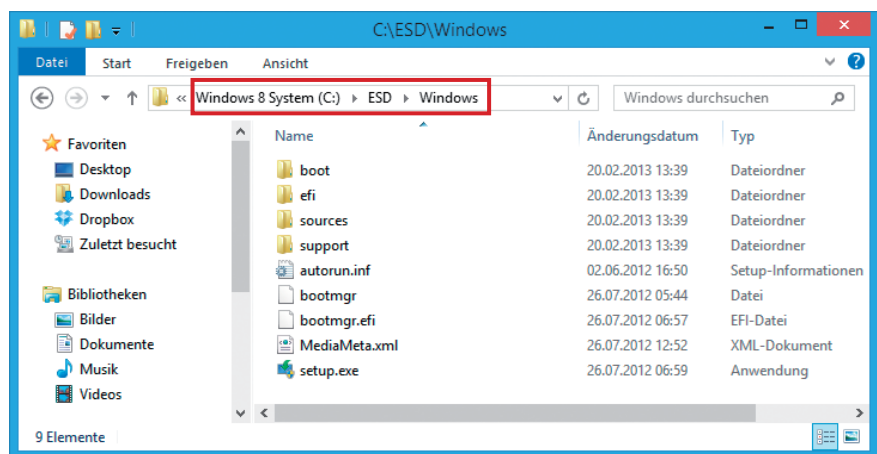 C:\ESD\Windows
Datei Start Freigeben Ansicht
« Windows 8 System (C:) ESD Windows Windows durchsuchen
Name Änderungsdatum Typ
Favoriten
Desktop
Downloads
Dropbox
Zuletzt besucht
Bibliotheken
Bilder
Dokumente
Musik
Videos
boot 20.02.2013 13:39 Dateiordner
efi 20.02.2013 13:39 Dateiordner
sources 20.02.2013 13:39 Dateiordner
support 20.02.2013 13:39 Dateiordner
autorun.inf 02.06.2012 16:50 Setup-Informationen
bootmgr 26.07.2012 05:44 Datei
bootmgr.efi 26.07.2012 06:57 EFI-Datei
MediaMeta.xml 26.07.2012 12:52 XML-Dokument
setup.exe 26.07.2012 06:59 Anwendung
9 Elemente